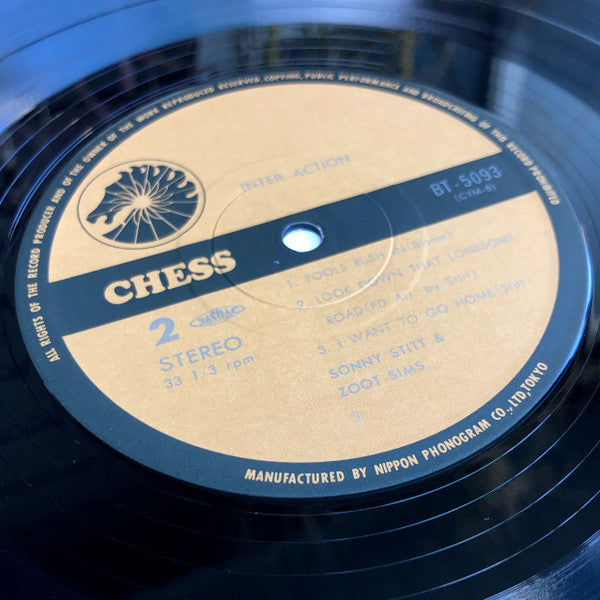 ALL RIGHTS OF THE RECORD PRODUCER AND OF THE OWNER OF THE WORK REPRODUCED RESERVED COPYING, PUBLIC PERFORMANCE AND BROADCASTING OF THIS RECORD PROHIBITED
INTER ACTION
BT-5093
(CYM-8)
CHESS
2
STEREO
33 1/3 rpm
1. FOOLS RUSH IN (Bloom)
2. LOOK DOWN THAT LONESOME
ROAD (PD Arr. by Stitt)
3. I WANT TO GO HOME (Stitt)
SONNY STITT &
ZOOT SIMS
MANUFACTURED BY NIPPON PHONOGRAM CO., LTD, TOKYO